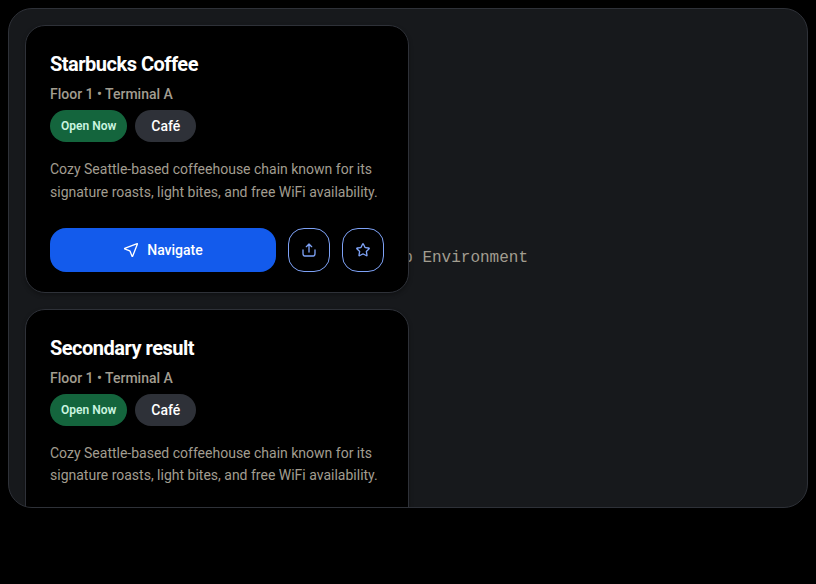 Starbucks Coffee
Floor 1 • Terminal A
Open Now Café
Cozy Seattle-based coffeehouse chain known for its
signature roasts, light bites, and free WiFi availability.
Navigate
Environment
Secondary result
Floor 1 • Terminal A
Open Now Café
Cozy Seattle-based coffeehouse chain known for its
signature roasts, light bites, and free WiFi availability.